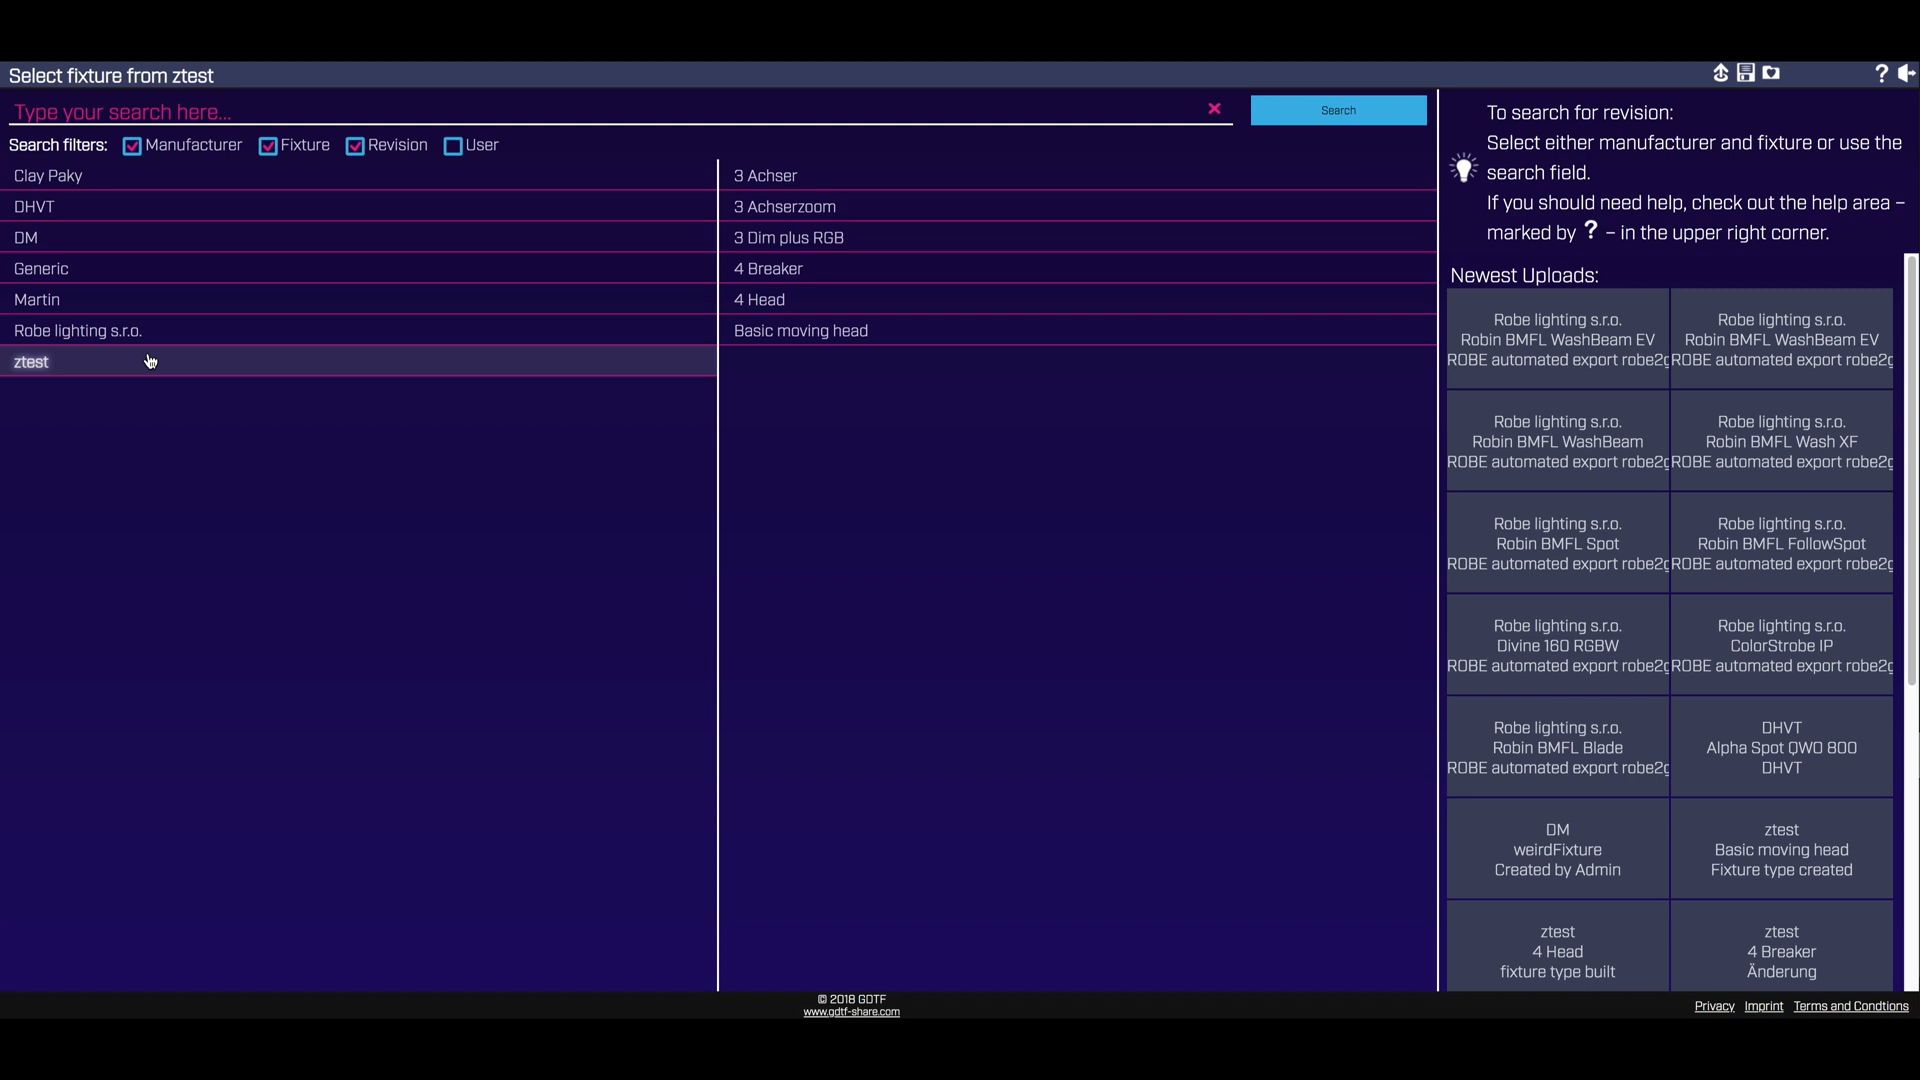 Select fixture from ztest
?
Type your search here...
Search
Search filters: Manufacturer Fixture Revision User
Clay Paky
DHVT
DM
Generic
Martin
Robe lighting s.r.o.
ztest
3 Achser
3 Achserzoom
3 Dim plus RGB
4 Breaker
4 Head
Basic moving head
To search for revision:
Select either manufacturer and fixture or use the
search field.
If you should need help, check out the help area –
marked by ? – in the upper right corner.
Newest Uploads:
Robe lighting s.r.o.
Robin BMFL WashBeam EV
ROBE automated export robe2g
Robe lighting s.r.o.
Robin BMFL WashBeam EV
ROBE automated export robe2g
Robe lighting s.r.o.
Robin BMFL WashBeam
ROBE automated export robe2g
Robe lighting s.r.o.
Robin BMFL Wash XF
ROBE automated export robe2g
Robe lighting s.r.o.
Robin BMFL Spot
ROBE automated export robe2g
Robe lighting s.r.o.
Robin BMFL FollowSpot
ROBE automated export robe2g
Robe lighting s.r.o.
Divine 160 RGBW
ROBE automated export robe2g
Robe lighting s.r.o.
ColorStrobe IP
ROBE automated export robe2g
Robe lighting s.r.o.
Robin BMFL Blade
ROBE automated export robe2g
DHVT
Alpha Spot QWO 800
DHVT
DM
weirdFixture
Created by Admin
ztest
Basic moving head
Fixture type created
ztest
4 Head
fixture type built
ztest
4 Breaker
Änderung
© 2018 GDTF
www.gdtf-share.com
Privacy Imprint Terms and Condtions